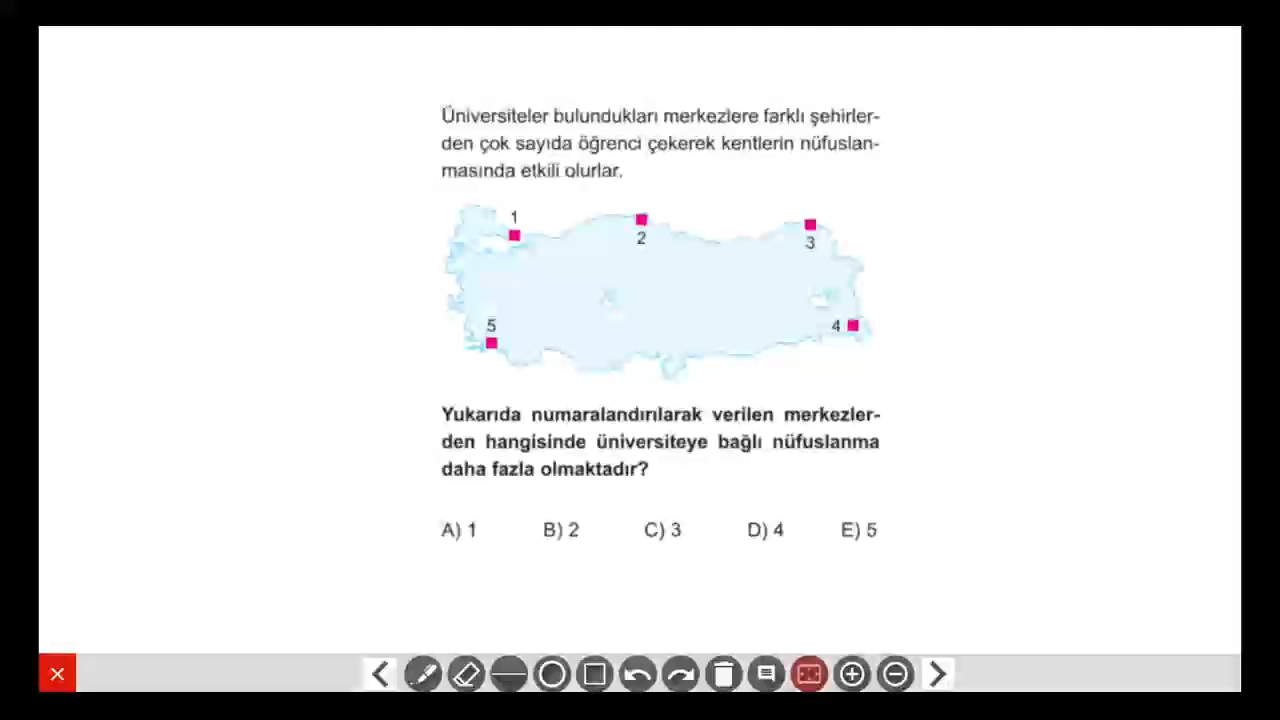 Üniversiteler bulundukları merkezlere farklı şehirler-
den çok sayıda öğrenci çekerek kentlerin nüfuslan-
masında etkili olurlar.
1
2
3
5
4
Yukarıda numaralandırılarak verilen merkezler-
den hangisinde üniversiteye bağlı nüfuslanma
daha fazla olmaktadır?
A) 1 B) 2 C) 3 D) 4 E) 5